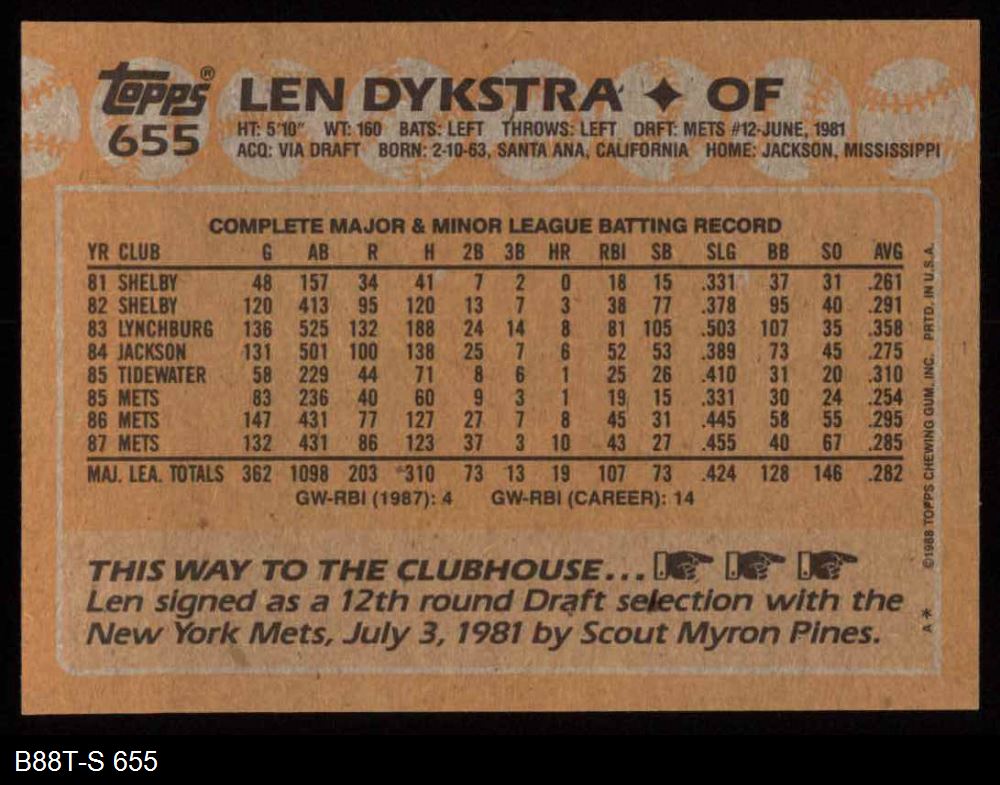 Topps® LEN DYKSTRA ✦ OF
655
HT: 5'10" WT: 160 BATS: LEFT THROWS: LEFT DRFT: METS #12-JUNE, 1981
ACQ: VIA DRAFT BORN: 2-10-63, SANTA ANA, CALIFORNIA HOME: JACKSON, MISSISSIPPI
COMPLETE MAJOR & MINOR LEAGUE BATTING RECORD
YR CLUB G AB R H 2B 3B HR RBI SB SLG BB SO AVG
81 SHELBY 48 157 34 41 7 2 0 18 15 .331 37 31 .261
82 SHELBY 120 413 95 120 13 7 3 38 77 .378 95 40 .291
83 LYNCHBURG 136 525 132 188 24 14 8 81 105 .503 107 35 .358
84 JACKSON 131 501 100 138 25 7 6 52 53 .389 73 45 .275
85 TIDEWATER 58 229 44 71 8 6 1 25 26 .410 31 20 .310
85 METS 83 236 40 60 9 3 1 19 15 .331 30 24 .254
86 METS 147 431 77 127 27 7 8 45 31 .445 58 55 .295
87 METS 132 431 86 123 37 3 10 43 27 .455 40 67 .285
MAJ. LEA. TOTALS 362 1098 203 310 73 13 19 107 73 .424 128 146 .282
GW-RBI (1987): 4 GW-RBI (CAREER): 14
THIS WAY TO THE CLUBHOUSE...
Len signed as a 12th round Draft selection with the
New York Mets, July 3, 1981 by Scout Myron Pines.
A * ©1988 TOPPS CHEWING GUM, INC. PRTD. IN U.S.A.
B88T-S 655